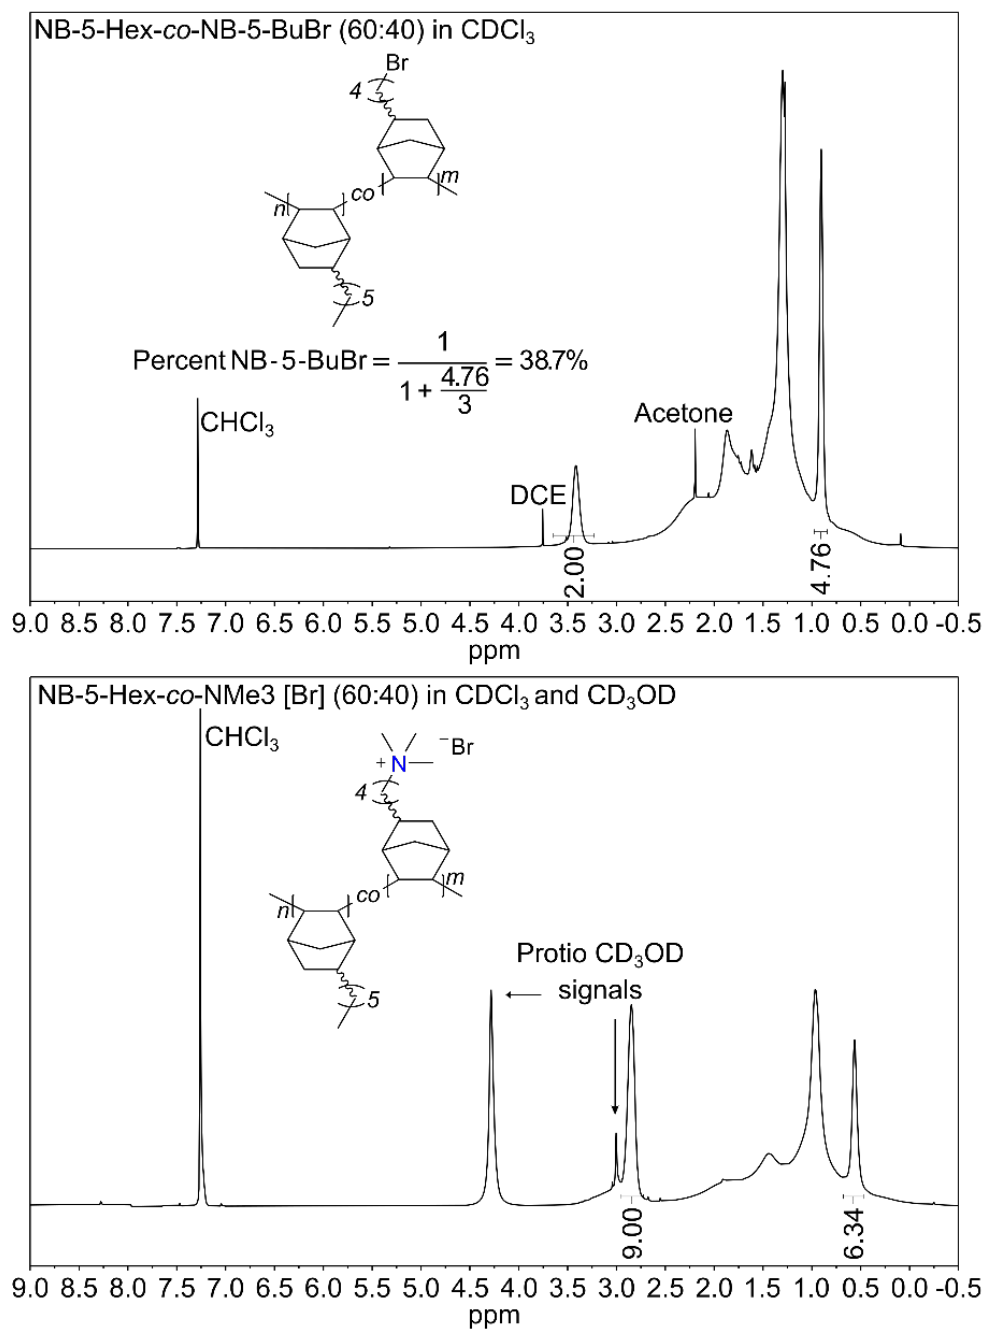 NB-5-Hex-co-NB-5-BuBr (60:40) in CDCl₃
Br
4
m
co
n
5
Percent NB-5-BuBr = 1 / (1 + 4.76/3) = 38.7%
CHCl₃
Acetone
DCE
2.00
4.76
9.0 8.5 8.0 7.5 7.0 6.5 6.0 5.5 5.0 4.5 4.0 3.5 3.0 2.5 2.0 1.5 1.0 0.5 0.0 -0.5
ppm
NB-5-Hex-co-NMe3 [Br] (60:40) in CDCl₃ and CD₃OD
CHCl₃
⁻Br
+ N
4
m
co
n
5
Protio CD₃OD
signals
9.00
6.34
9.0 8.5 8.0 7.5 7.0 6.5 6.0 5.5 5.0 4.5 4.0 3.5 3.0 2.5 2.0 1.5 1.0 0.5 0.0 -0.5
ppm